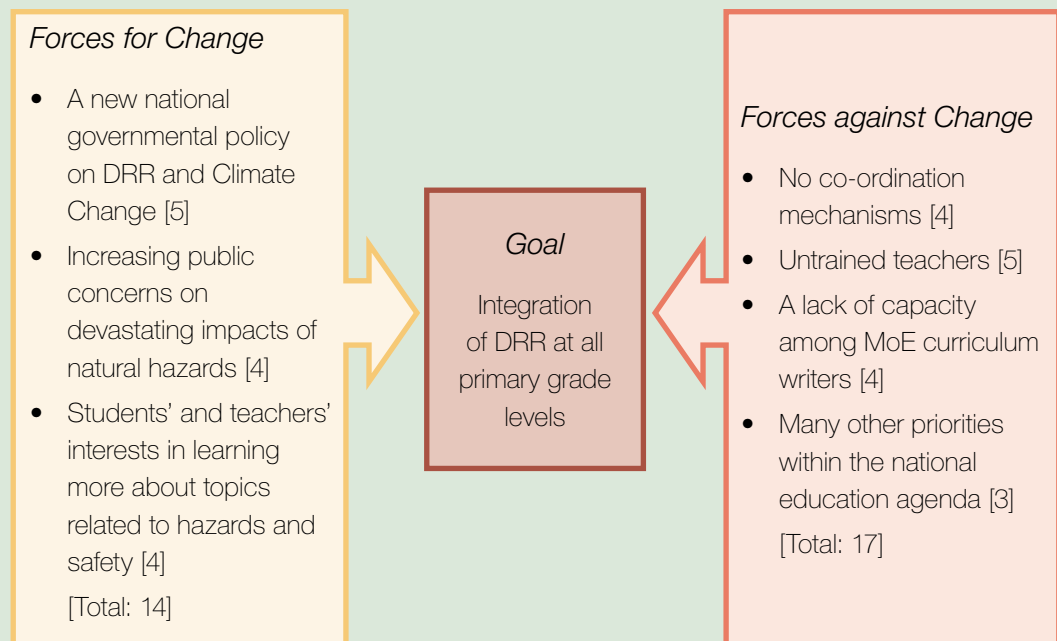 Forces for Change
• A new national
governmental policy
on DRR and Climate
Change [5]
• Increasing public
concerns on
devastating impacts of
natural hazards [4]
• Students’ and teachers’
interests in learning
more about topics
related to hazards and
safety [4]
[Total: 14]
Goal
Integration
of DRR at all
primary grade
levels
Forces against Change
• No co-ordination
mechanisms [4]
• Untrained teachers [5]
• A lack of capacity
among MoE curriculum
writers [4]
• Many other priorities
within the national
education agenda [3]
[Total: 17]